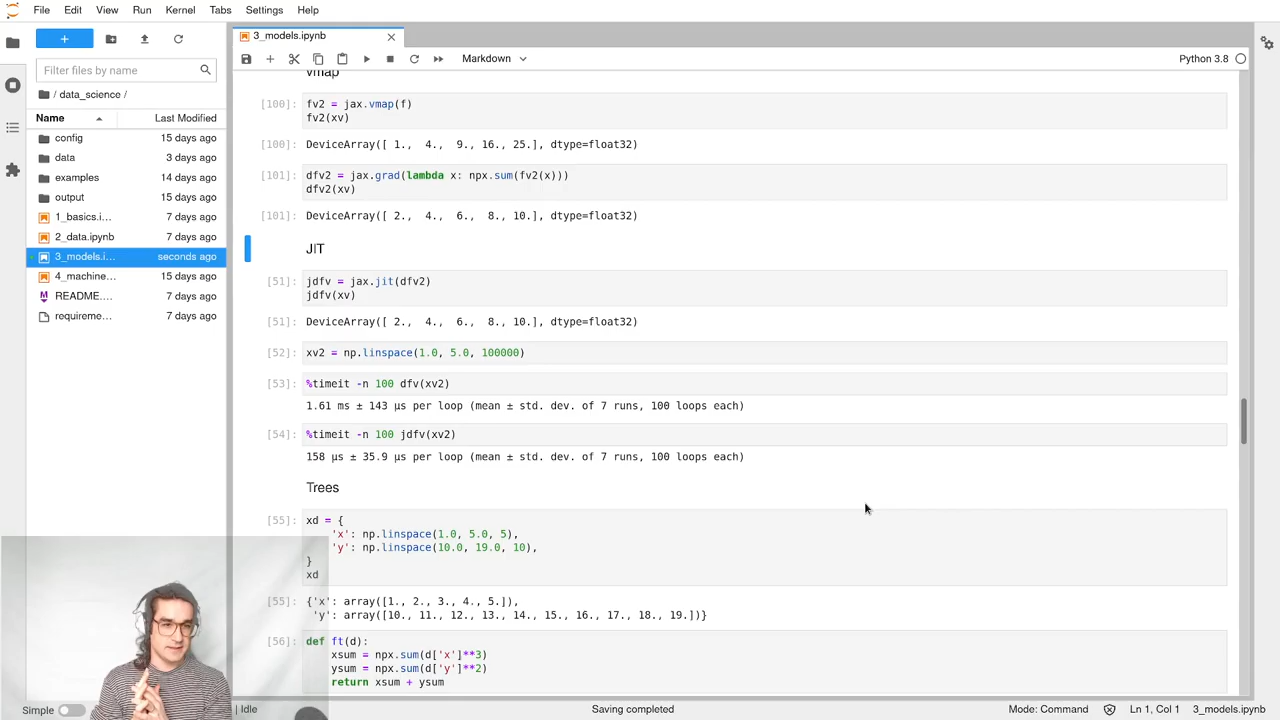 File Edit View Run Kernel Tabs Settings Help
3_models.ipynb
Markdown
Python 3.8
Filter files by name
/ data_science /
Name Last Modified
config 15 days ago
data 3 days ago
examples 14 days ago
output 15 days ago
1_basics.i… 7 days ago
2_data.ipynb 7 days ago
3_models.i… seconds ago
4_machine… 15 days ago
README.… 7 days ago
requireme… 7 days ago
vmap
[100]: fv2 = jax.vmap(f)
fv2(xv)
[100]: DeviceArray([ 1., 4., 9., 16., 25.], dtype=float32)
[101]: dfv2 = jax.grad(lambda x: npx.sum(fv2(x)))
dfv2(xv)
[101]: DeviceArray([ 2., 4., 6., 8., 10.], dtype=float32)
JIT
[51]: jdfv = jax.jit(dfv2)
jdfv(xv)
[51]: DeviceArray([ 2., 4., 6., 8., 10.], dtype=float32)
[52]: xv2 = np.linspace(1.0, 5.0, 100000)
[53]: %timeit -n 100 dfv(xv2)
1.61 ms ± 143 µs per loop (mean ± std. dev. of 7 runs, 100 loops each)
[54]: %timeit -n 100 jdfv(xv2)
158 µs ± 35.9 µs per loop (mean ± std. dev. of 7 runs, 100 loops each)
Trees
[55]: xd = {
'x': np.linspace(1.0, 5.0, 5),
'y': np.linspace(10.0, 19.0, 10),
}
xd
[55]: {'x': array([1., 2., 3., 4., 5.]),
'y': array([10., 11., 12., 13., 14., 15., 16., 17., 18., 19.])}
[56]: def ft(d):
xsum = npx.sum(d['x']**3)
ysum = npx.sum(d['y']**2)
return xsum + ysum
Simple | Idle Saving completed Mode: Command Ln 1, Col 1 3_models.ipynb